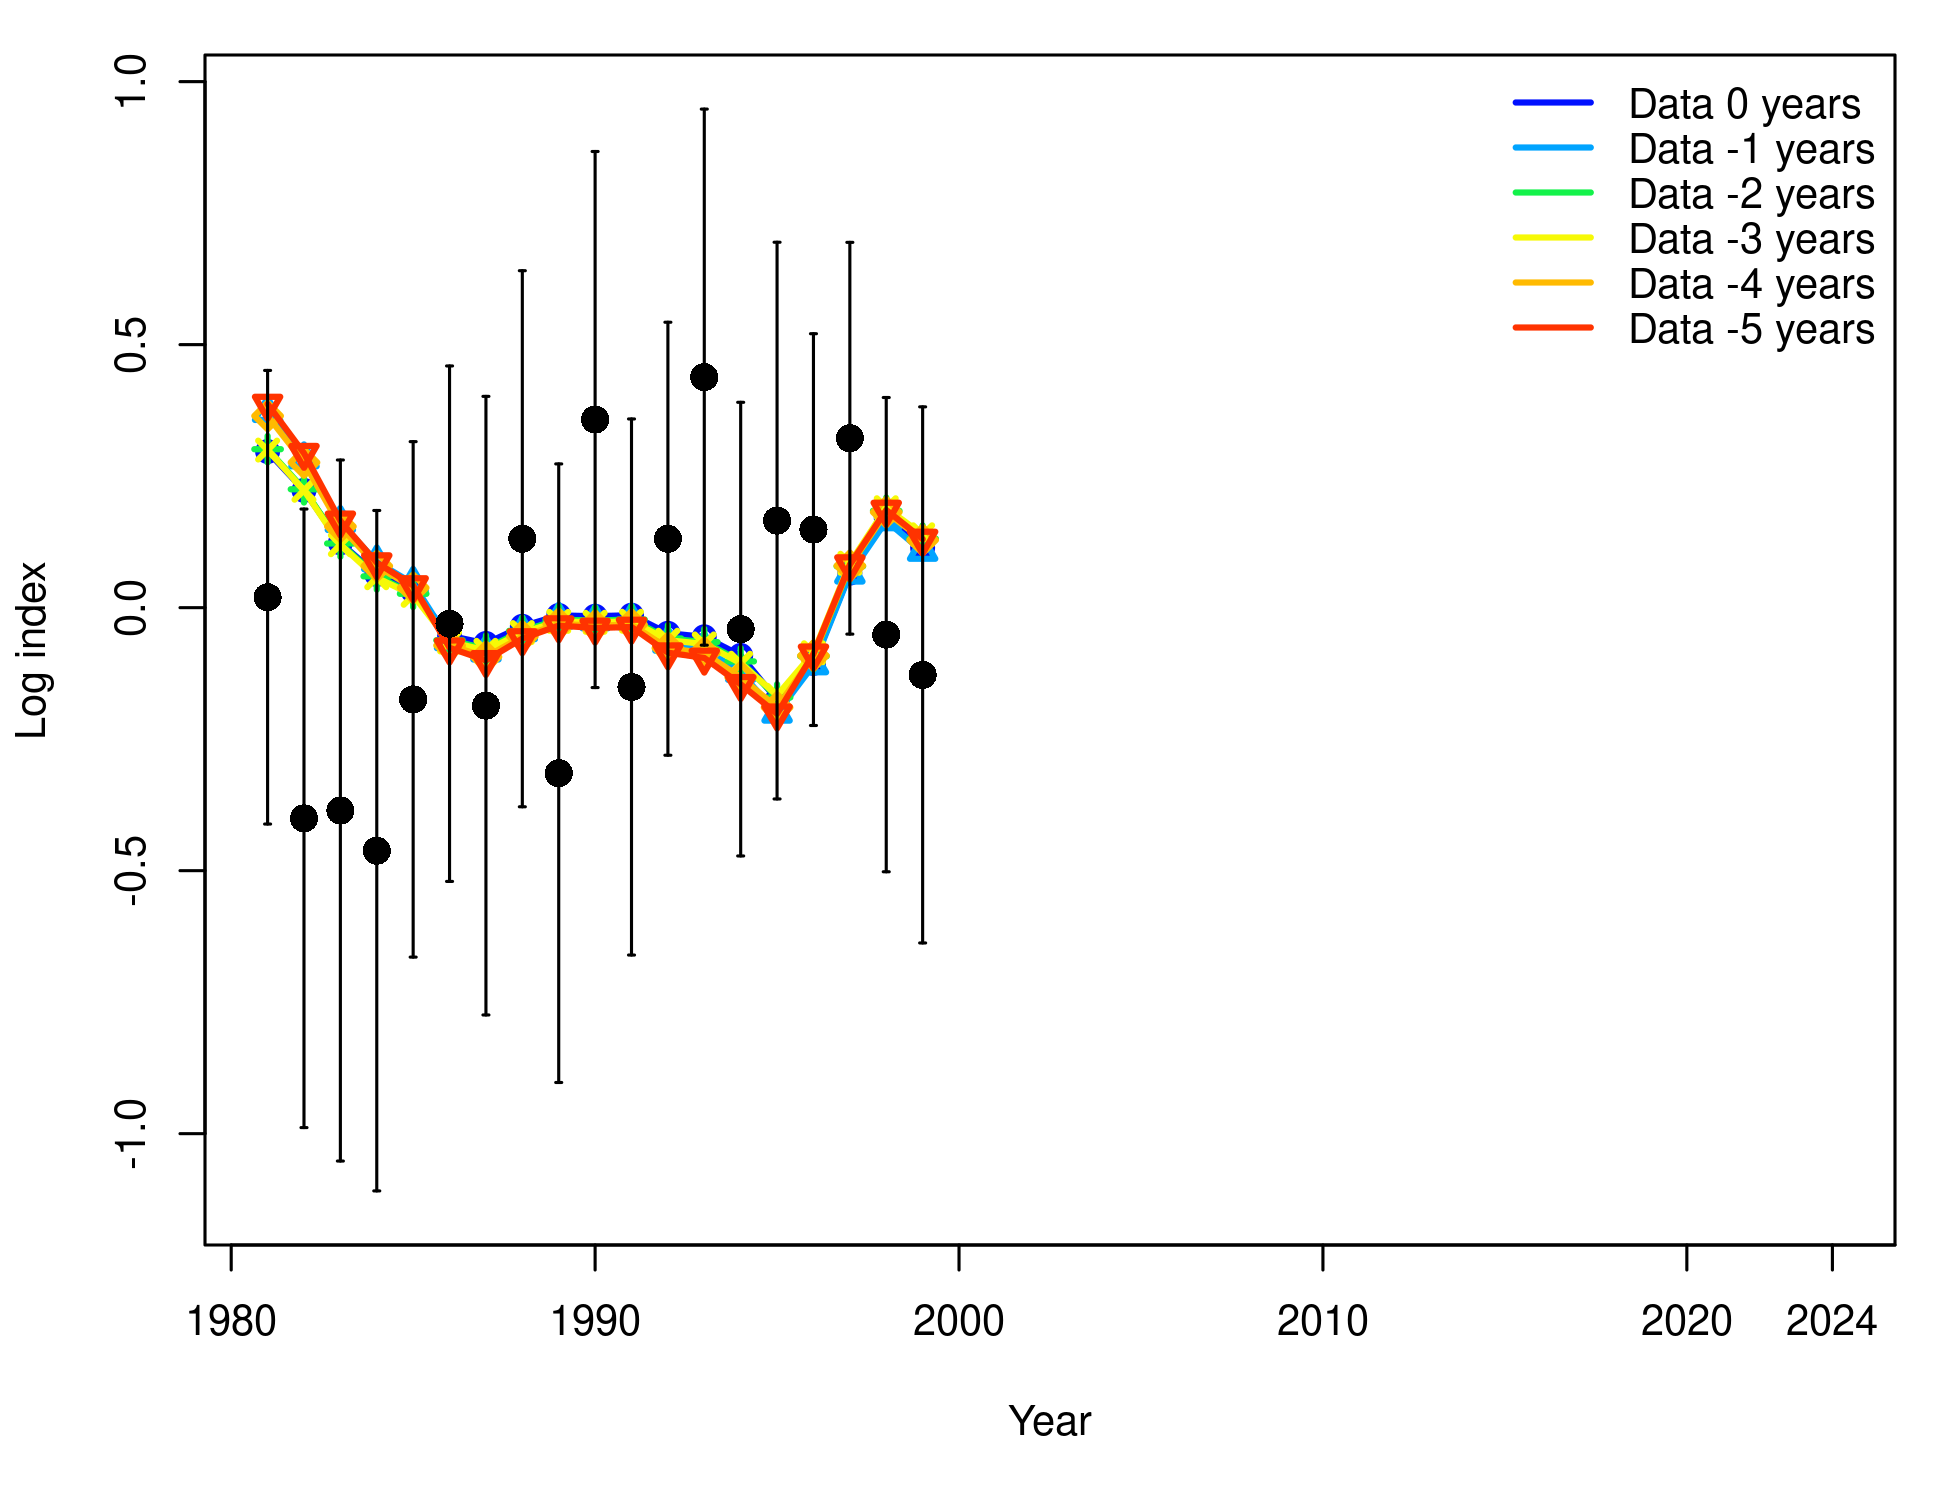 1.0
0.5
0.0
-0.5
-1.0
Log index
Data 0 years
Data -1 years
Data -2 years
Data -3 years
Data -4 years
Data -5 years
1980 1990 2000 2010 2020 2024
Year